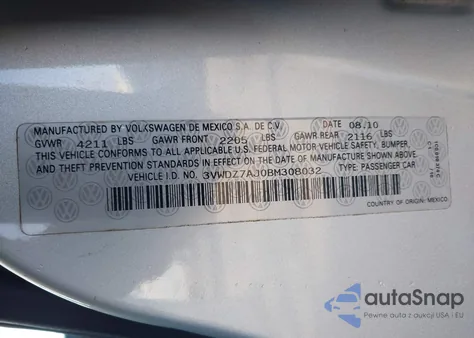 MANUFACTURED BY VOLKSWAGEN DE MEXICO S.A. DE C.V. DATE 08.10
GVWR 4211 LBS GAWR FRONT 2205 LBS GAWR REAR 2116 LBS
THIS VEHICLE CONFORMS TO ALL APPLICABLE U.S. FEDERAL MOTOR VEHICLE SAFETY, BUMPER,
AND THEFT PREVENTION STANDARDS IN EFFECT ON THE DATE OF MANUFACTURE SHOWN ABOVE.
VEHICLE I.D. NO. 3VWDZ7AJ0BM308032 TYPE: PASSENGER CAR
COUNTRY OF ORIGIN: MEXICO
autoSnap
Pewne auta z aukcji USA i EU